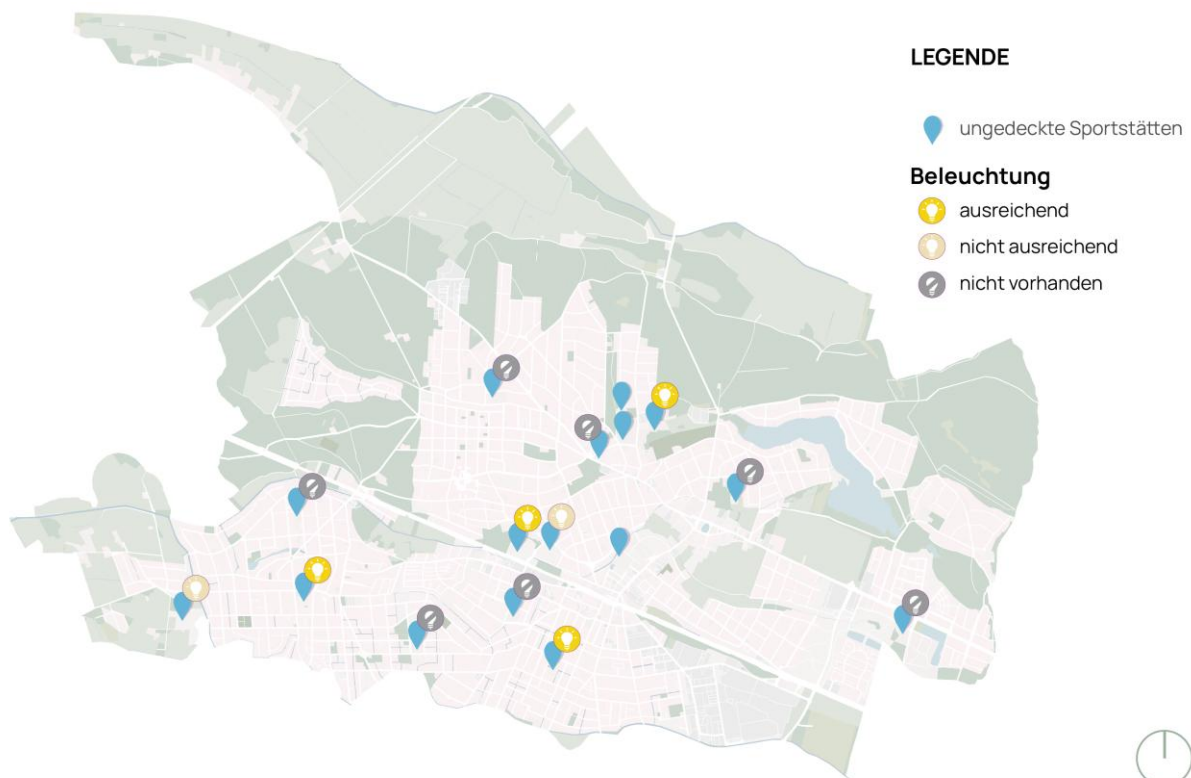 LEGENDE
ungedeckte Sportstätten
Beleuchtung
ausreichend
nicht ausreichend
nicht vorhanden